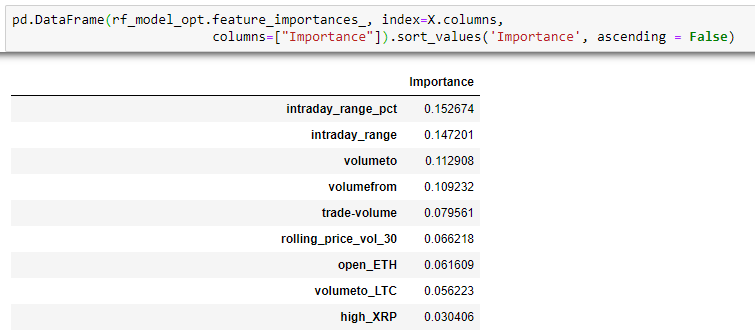 pd.DataFrame(rf_model_opt.feature_importances_, index=X.columns,
columns=["Importance"]).sort_values('Importance', ascending = False)
Importance
intraday_range_pct 0.152674
intraday_range 0.147201
volumeto 0.112908
volumefrom 0.109232
trade-volume 0.079561
rolling_price_vol_30 0.066218
open_ETH 0.061609
volumeto_LTC 0.056223
high_XRP 0.030406